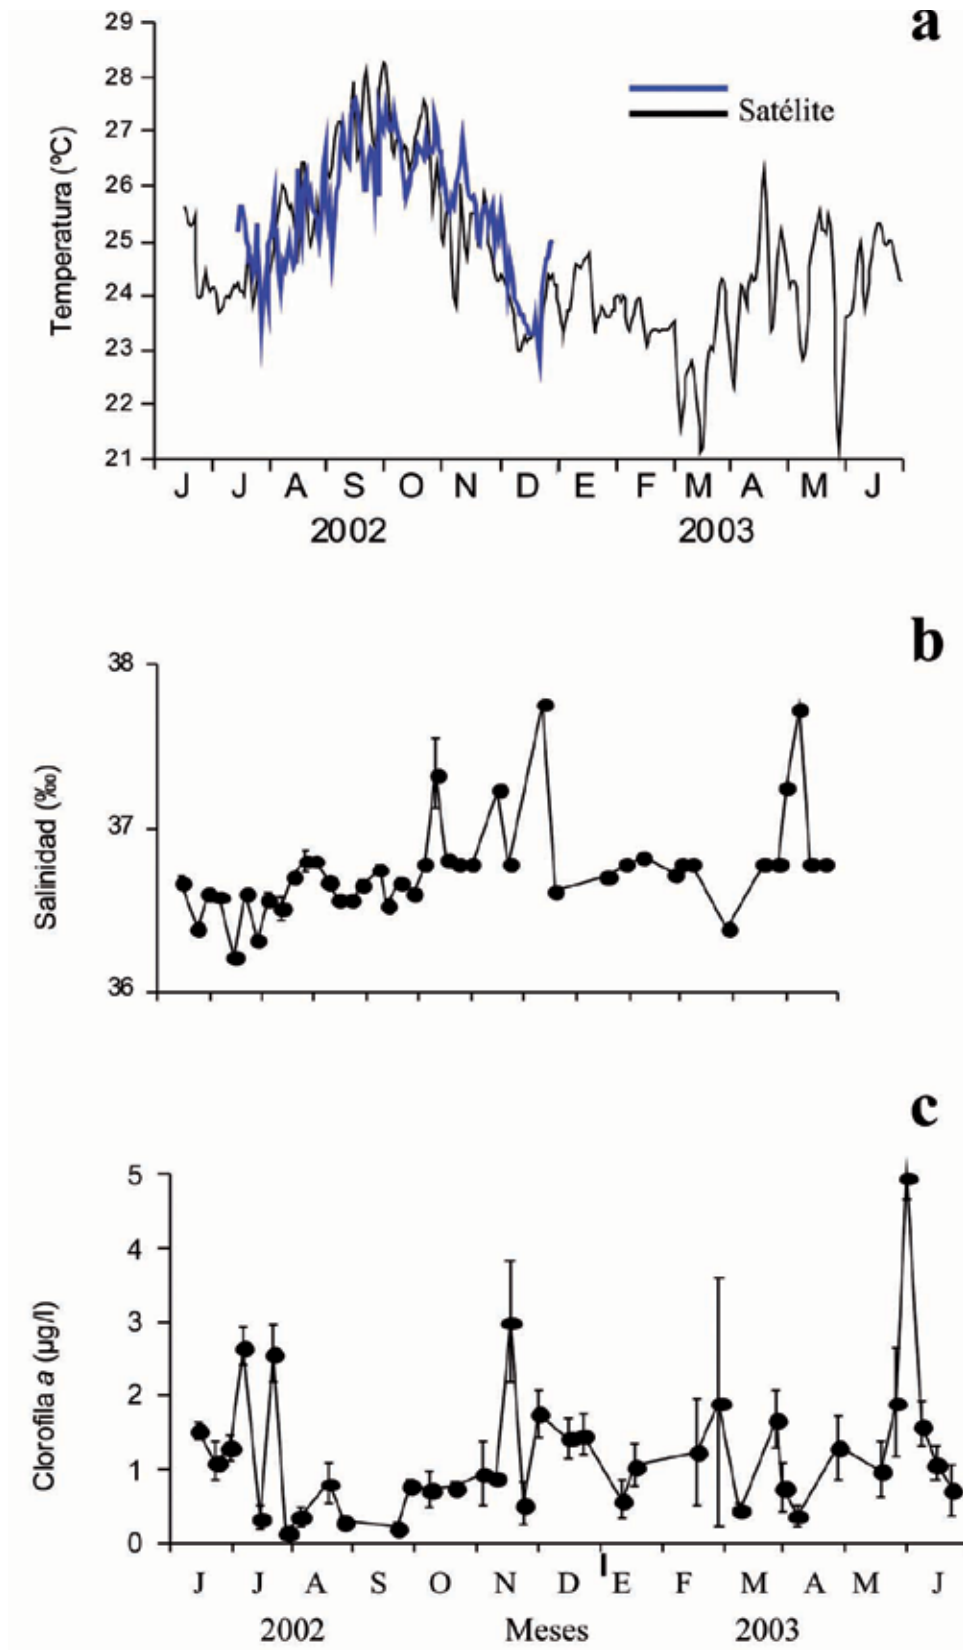 a
29
28
27
26
25
24
23
22
21
Temperatura (ºC)
Satélite
J J A S O N D E F M A M J
2002 2003
b
38
37
36
Salinidad (‰)
c
5
4
3
2
1
0
Clorofila a (µg/l)
J J A S O N D E F M A M J
2002 Meses 2003